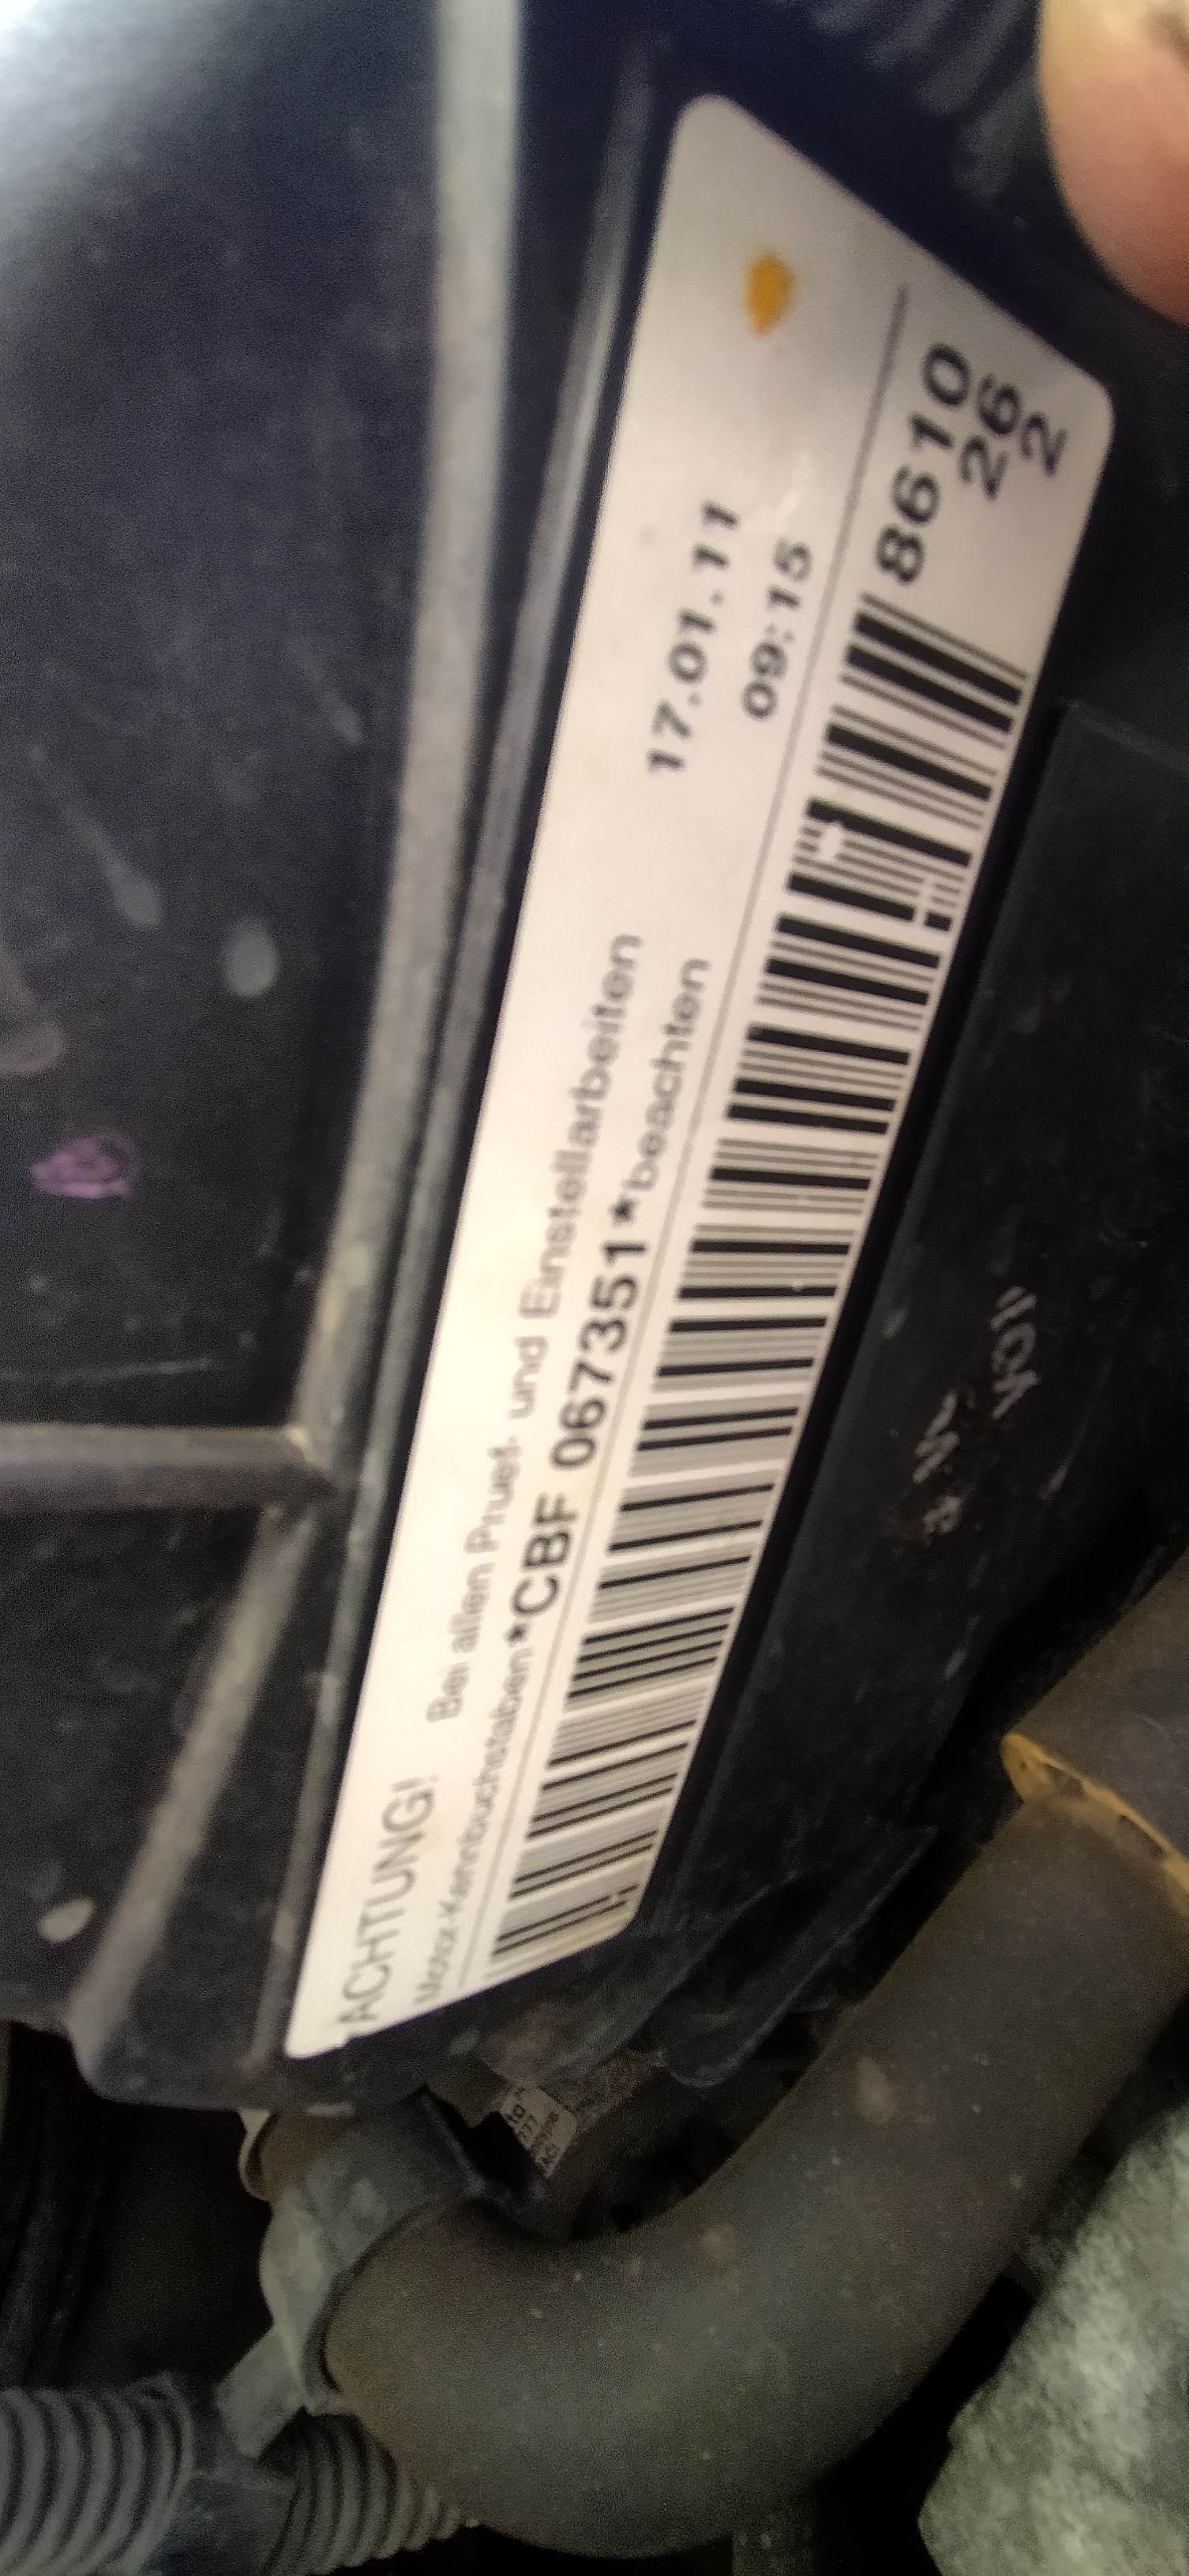 ACHTUNG! Bei allen Pruef- und Einstellarbeiten 17.01.11
Motor-Kennbuchstaben*CBF 067351*beachten 09:15
8610
26
2